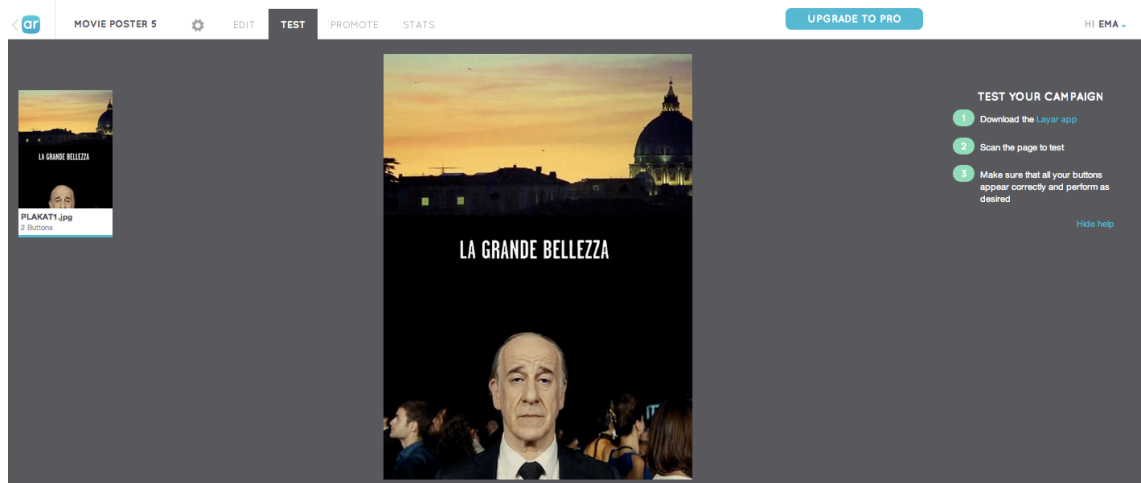 ar
MOVIE POSTER 5
EDIT
TEST
PROMOTE
STATS
UPGRADE TO PRO
HI EMA
LA GRANDE BELLEZZA
PLAKAT1.jpg
2 Buttons
LA GRANDE BELLEZZA
TEST YOUR CAMPAIGN
1 Download the Layar app
2 Scan the page to test
3 Make sure that all your buttons
appear correctly and perform as
desired
Hide help